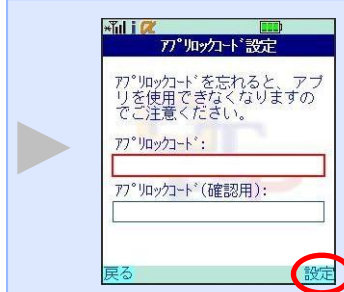 ｱﾌﾟﾘﾛｯｸｺｰﾄﾞ設定
ｱﾌﾟﾘﾛｯｸｺｰﾄﾞを忘れると、アプ
リを使用できなくなりますの
でご注意ください。
ｱﾌﾟﾘﾛｯｸｺｰﾄﾞ:
ｱﾌﾟﾘﾛｯｸｺｰﾄﾞ(確認用):
戻る 設定